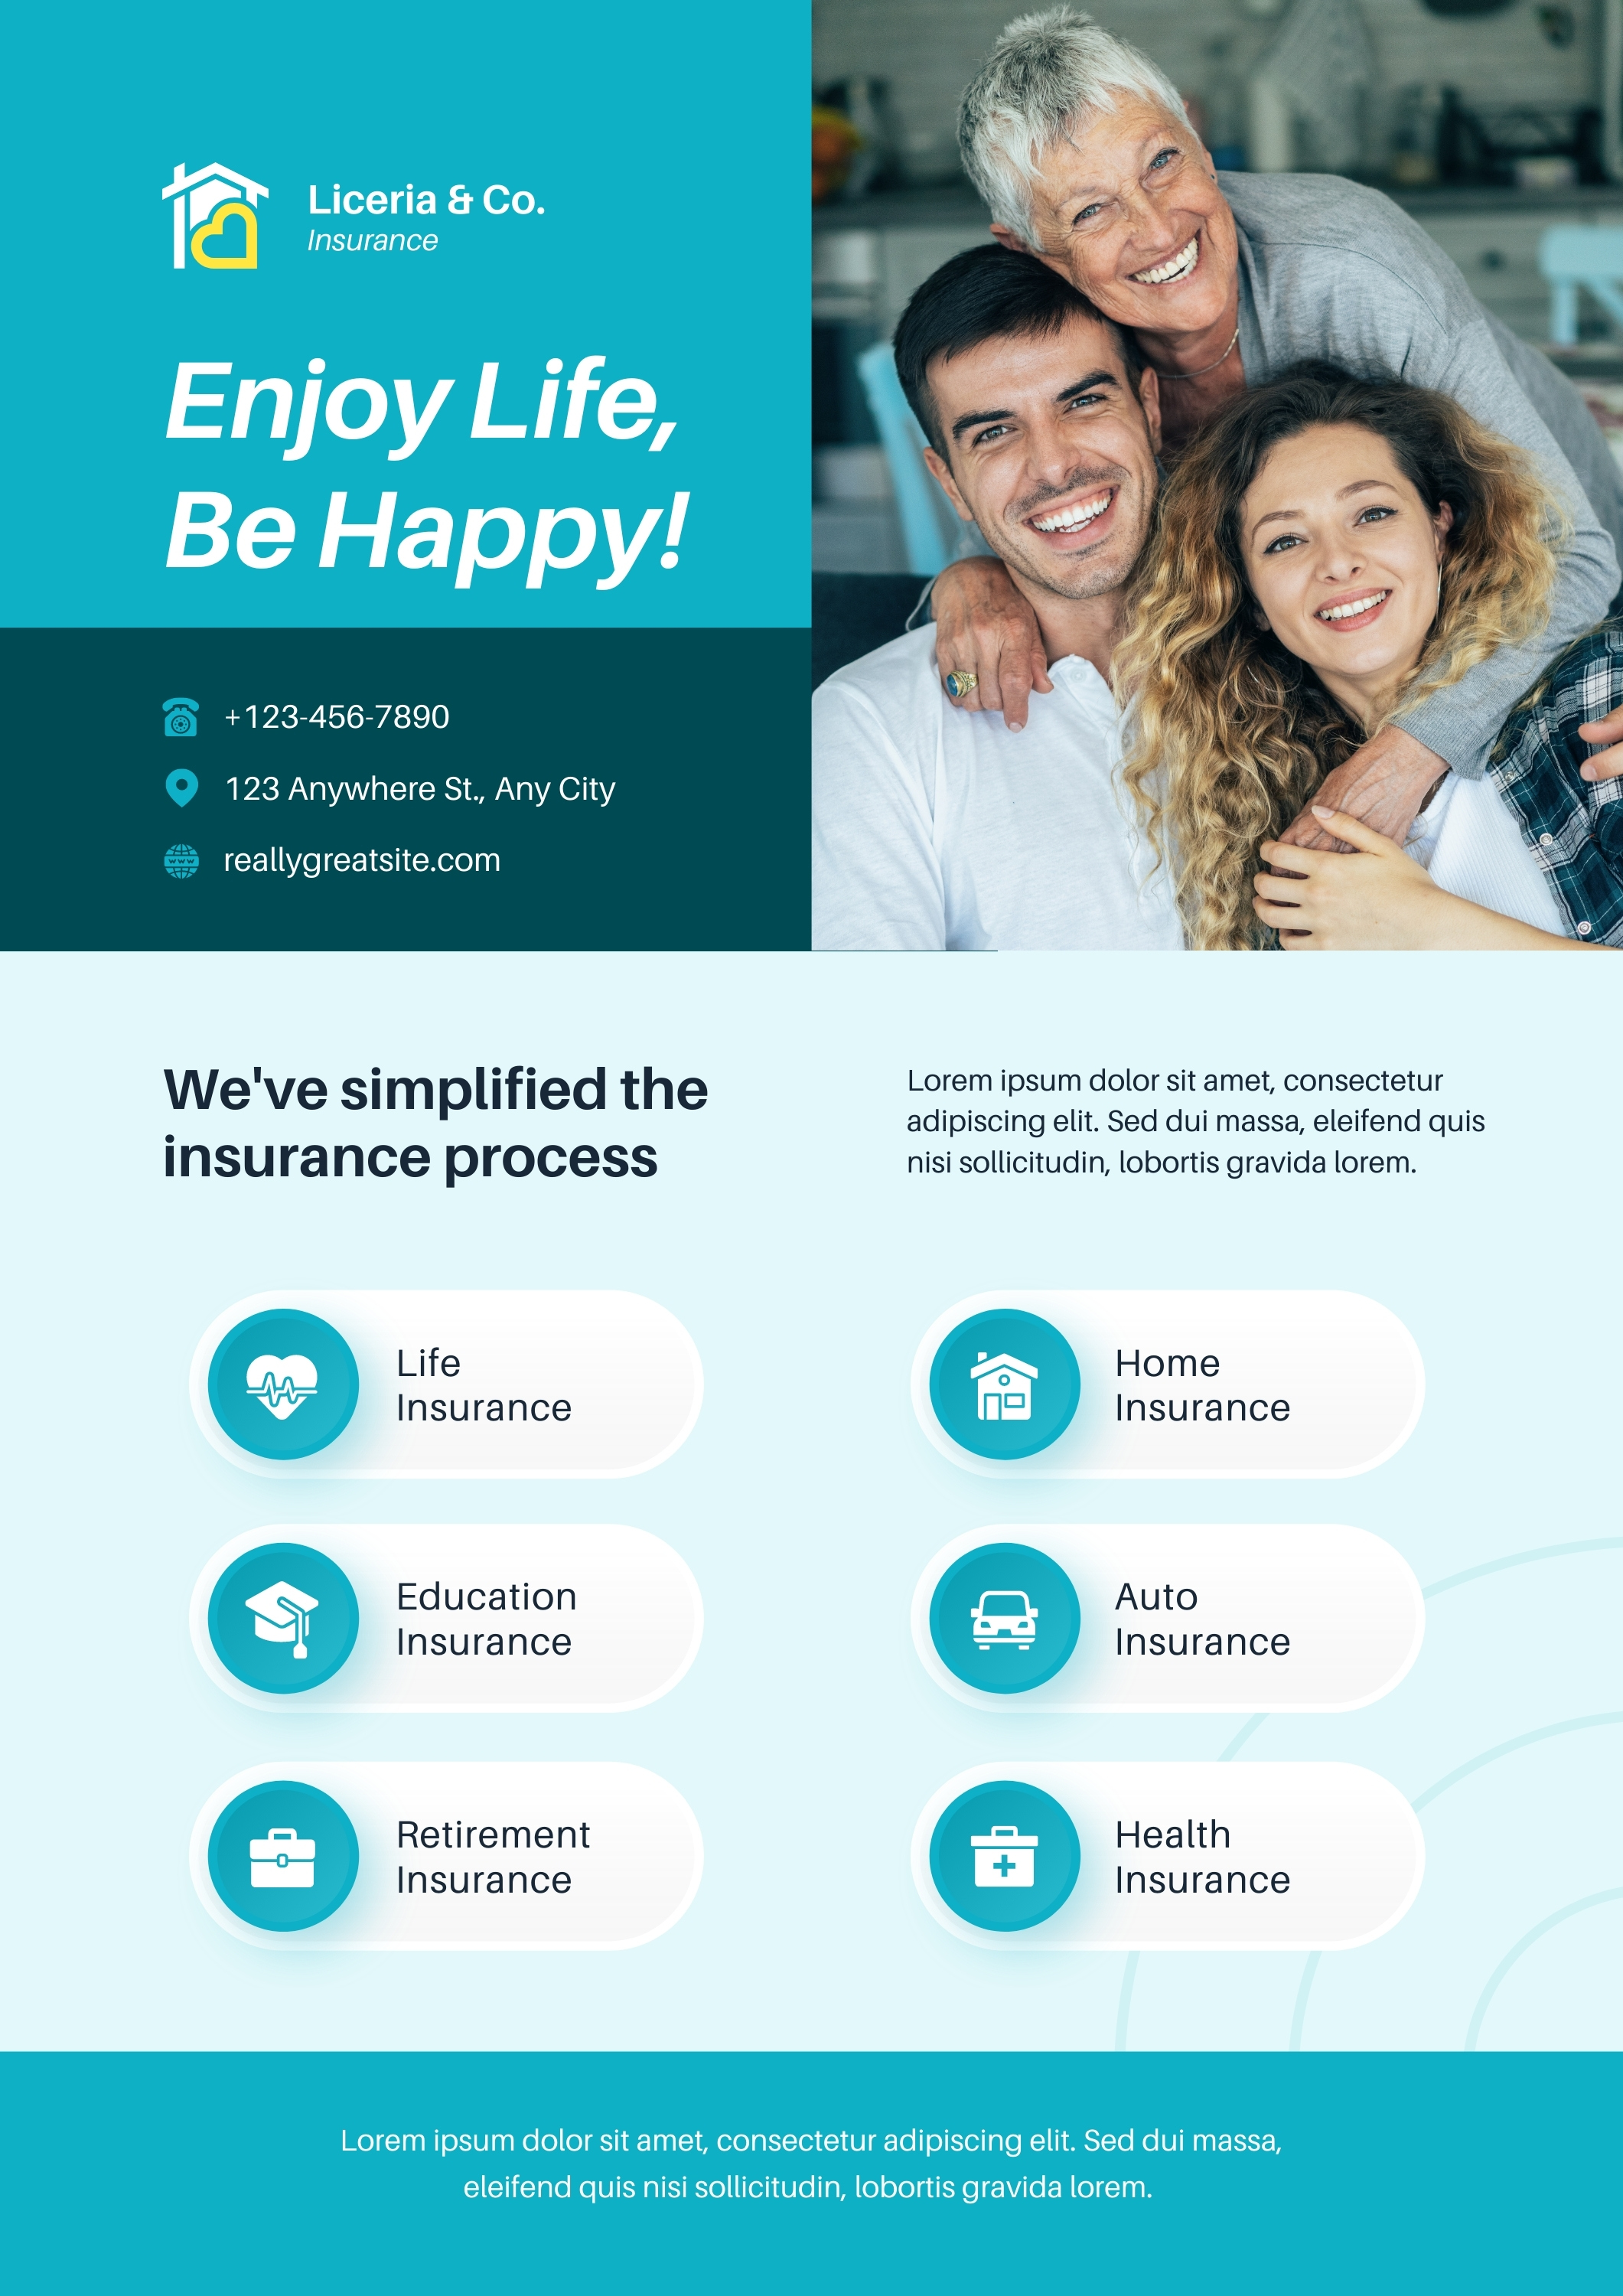 Liceria & Co.
Insurance
Enjoy Life,
Be Happy!
+123-456-7890
123 Anywhere St., Any City
reallygreatsite.com
We've simplified the
insurance process
Lorem ipsum dolor sit amet, consectetur
adipiscing elit. Sed dui massa, eleifend quis
nisi sollicitudin, lobortis gravida lorem.
Life
Insurance
Home
Insurance
Education
Insurance
Auto
Insurance
Retirement
Insurance
Health
Insurance
Lorem ipsum dolor sit amet, consectetur adipiscing elit. Sed dui massa,
eleifend quis nisi sollicitudin, lobortis gravida lorem.